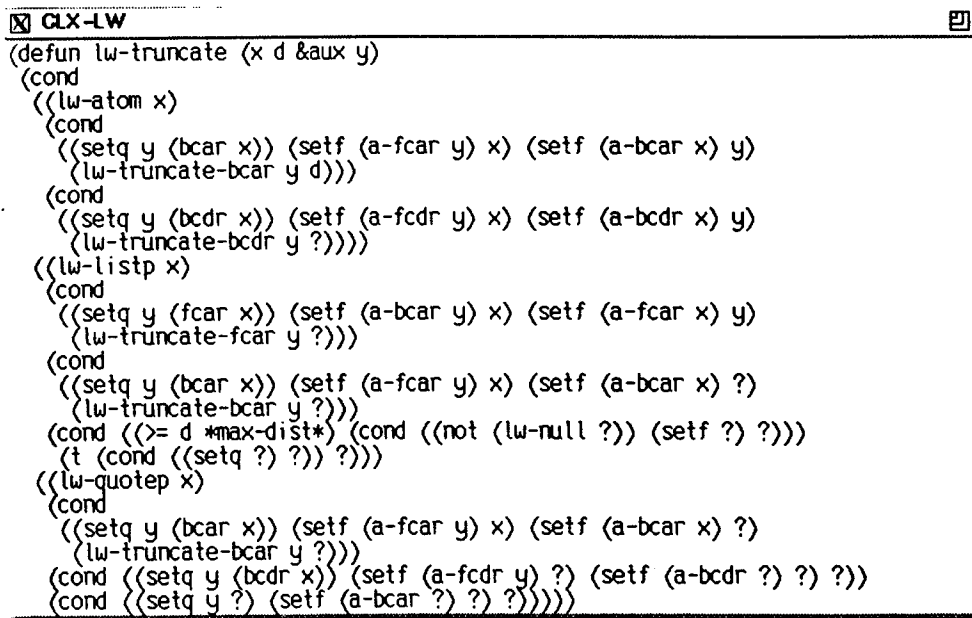 CLX-LW
(defun lw-truncate (x d &aux y)
(cond
((lw-atom x)
(cond
((setq y (bcar x)) (setf (a-fcar y) x) (setf (a-bcar x) y)
(lw-truncate-bcar y d)))
(cond
((setq y (bcdr x)) (setf (a-fcdr y) x) (setf (a-bcdr x) y)
(lw-truncate-bcdr y ?))))
((lw-listp x)
(cond
((setq y (fcar x)) (setf (a-bcar y) x) (setf (a-fcar x) y)
(lw-truncate-fcar y ?)))
(cond
((setq y (bcar x)) (setf (a-fcar y) x) (setf (a-bcar x) ?)
(lw-truncate-bcar y ?)))
(cond ((>= d *max-dist*) (cond ((not (lw-null ?)) (setf ?) ?)))
(t (cond ((setq ?) ?)) ?)))
((lw-quotep x)
(cond
((setq y (bcar x)) (setf (a-fcar y) x) (setf (a-bcar x) ?)
(lw-truncate-bcar y ?)))
(cond ((setq y (bcdr x)) (setf (a-fcdr y) ?) (setf (a-bcdr ?) ?) ?))
(cond ((setq y ?) (setf (a-bcar ?) ?) ?)))))